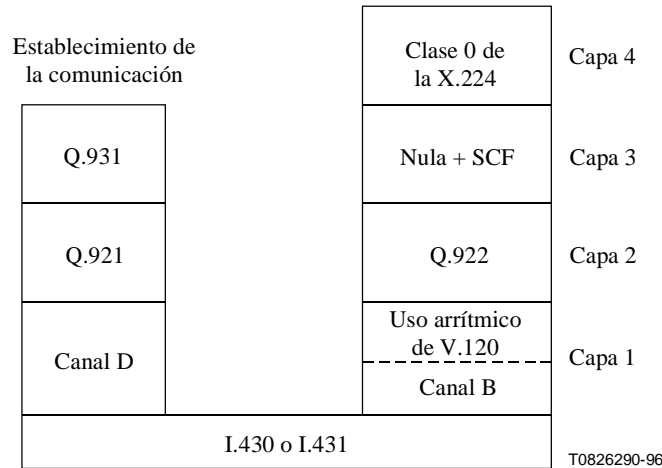 Establecimiento de
la comunicación
Clase 0 de
la X.224
Capa 4
Q.931
Nula + SCF
Capa 3
Q.921
Q.922
Capa 2
Canal D
Uso arrítmico
de V.120
Canal B
Capa 1
I.430 o I.431
T0826290-96